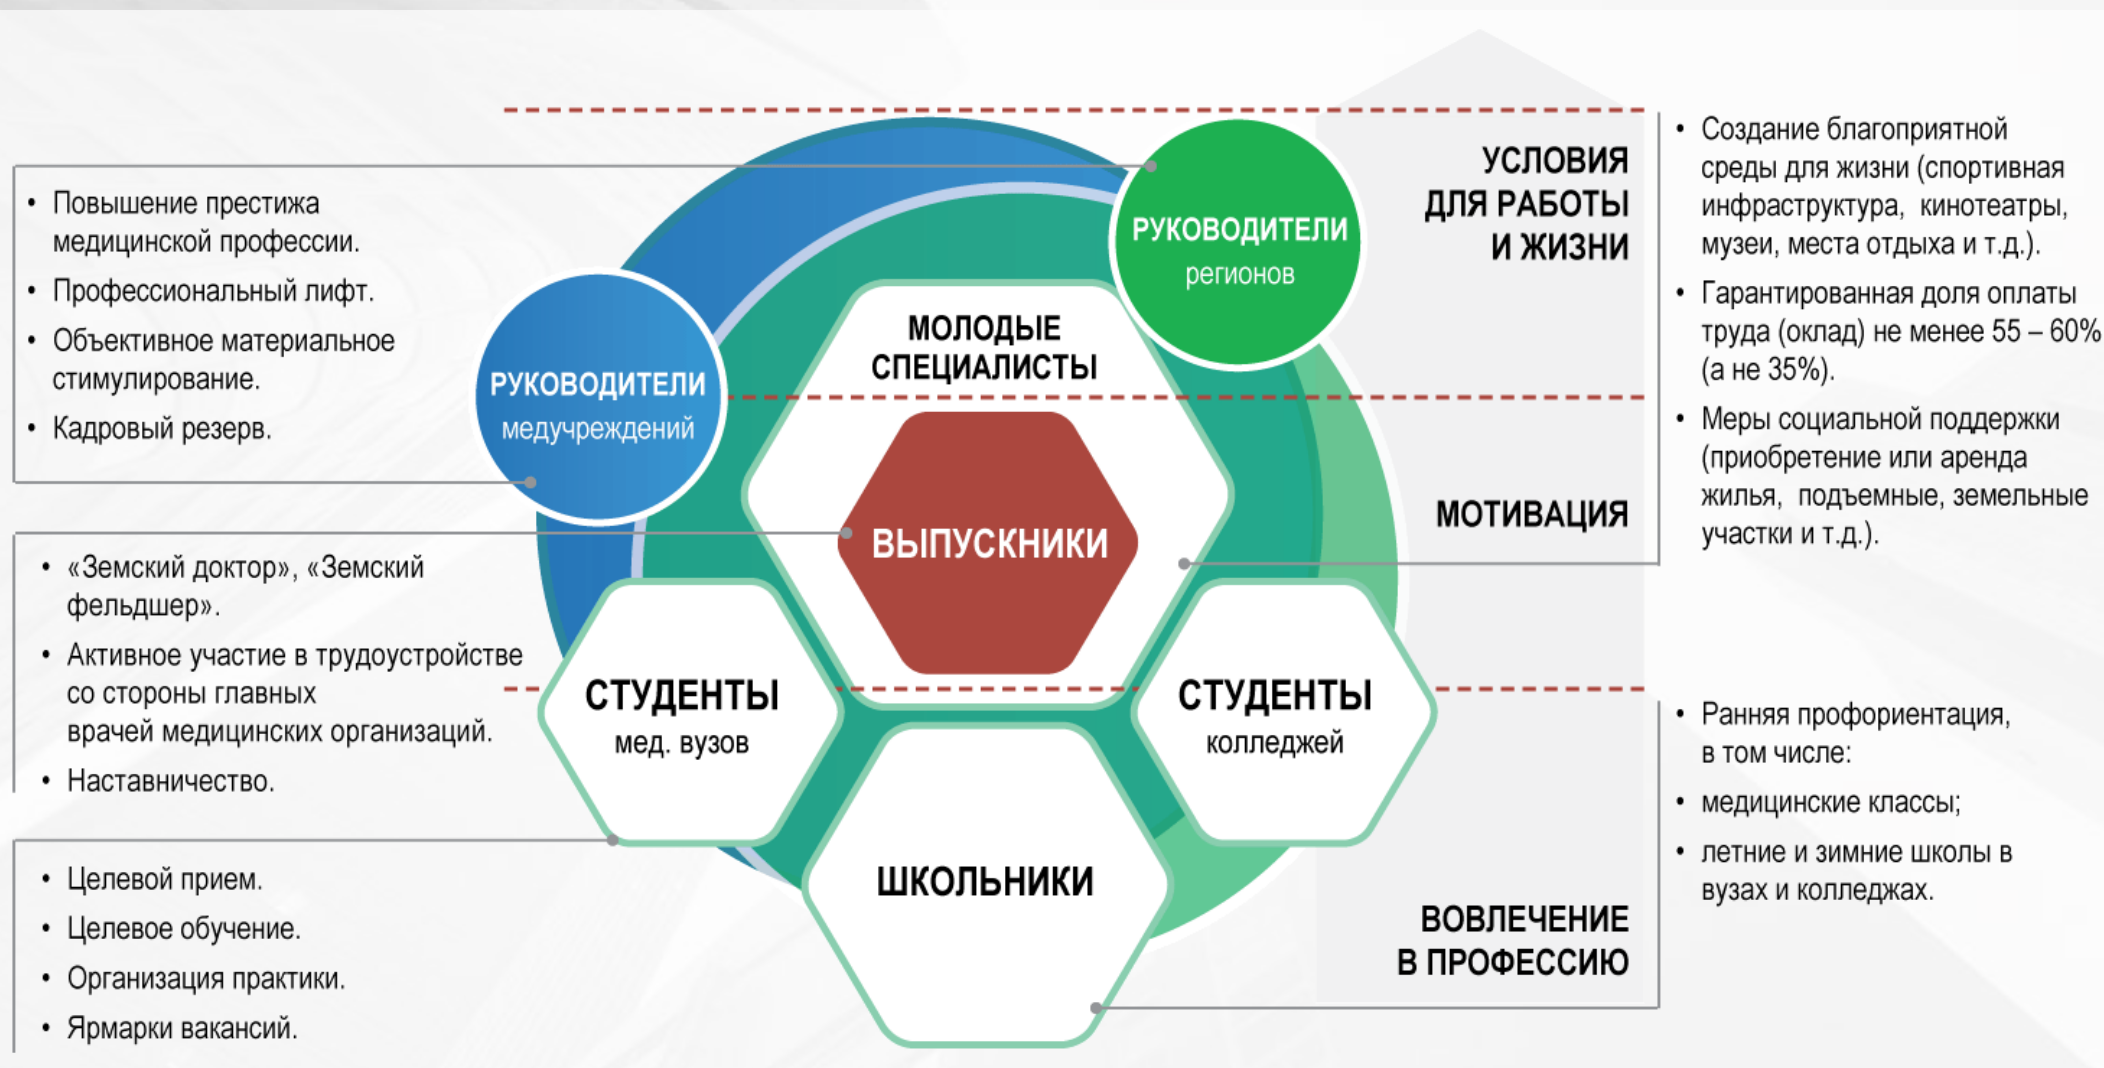 • Повышение престижа
медицинской профессии.
• Профессиональный лифт.
• Объективное материальное
стимулирование.
• Кадровый резерв.
• «Земский доктор», «Земский
фельдшер».
• Активное участие в трудоустройстве
со стороны главных
врачей медицинских организаций.
• Наставничество.
• Целевой прием.
• Целевое обучение.
• Организация практики.
• Ярмарки вакансий.
РУКОВОДИТЕЛИ
медучреждений
РУКОВОДИТЕЛИ
регионов
МОЛОДЫЕ
СПЕЦИАЛИСТЫ
ВЫПУСКНИКИ
СТУДЕНТЫ
мед. вузов
СТУДЕНТЫ
колледжей
ШКОЛЬНИКИ
УСЛОВИЯ
ДЛЯ РАБОТЫ
И ЖИЗНИ
МОТИВАЦИЯ
ВОВЛЕЧЕНИЕ
В ПРОФЕССИЮ
• Создание благоприятной
среды для жизни (спортивная
инфраструктура, кинотеатры,
музеи, места отдыха и т.д.).
• Гарантированная доля оплаты
труда (оклад) не менее 55 – 60%
(а не 35%).
• Меры социальной поддержки
(приобретение или аренда
жилья, подъемные, земельные
участки и т.д.).
• Ранняя профориентация,
в том числе:
• медицинские классы;
• летние и зимние школы в
вузах и колледжах.